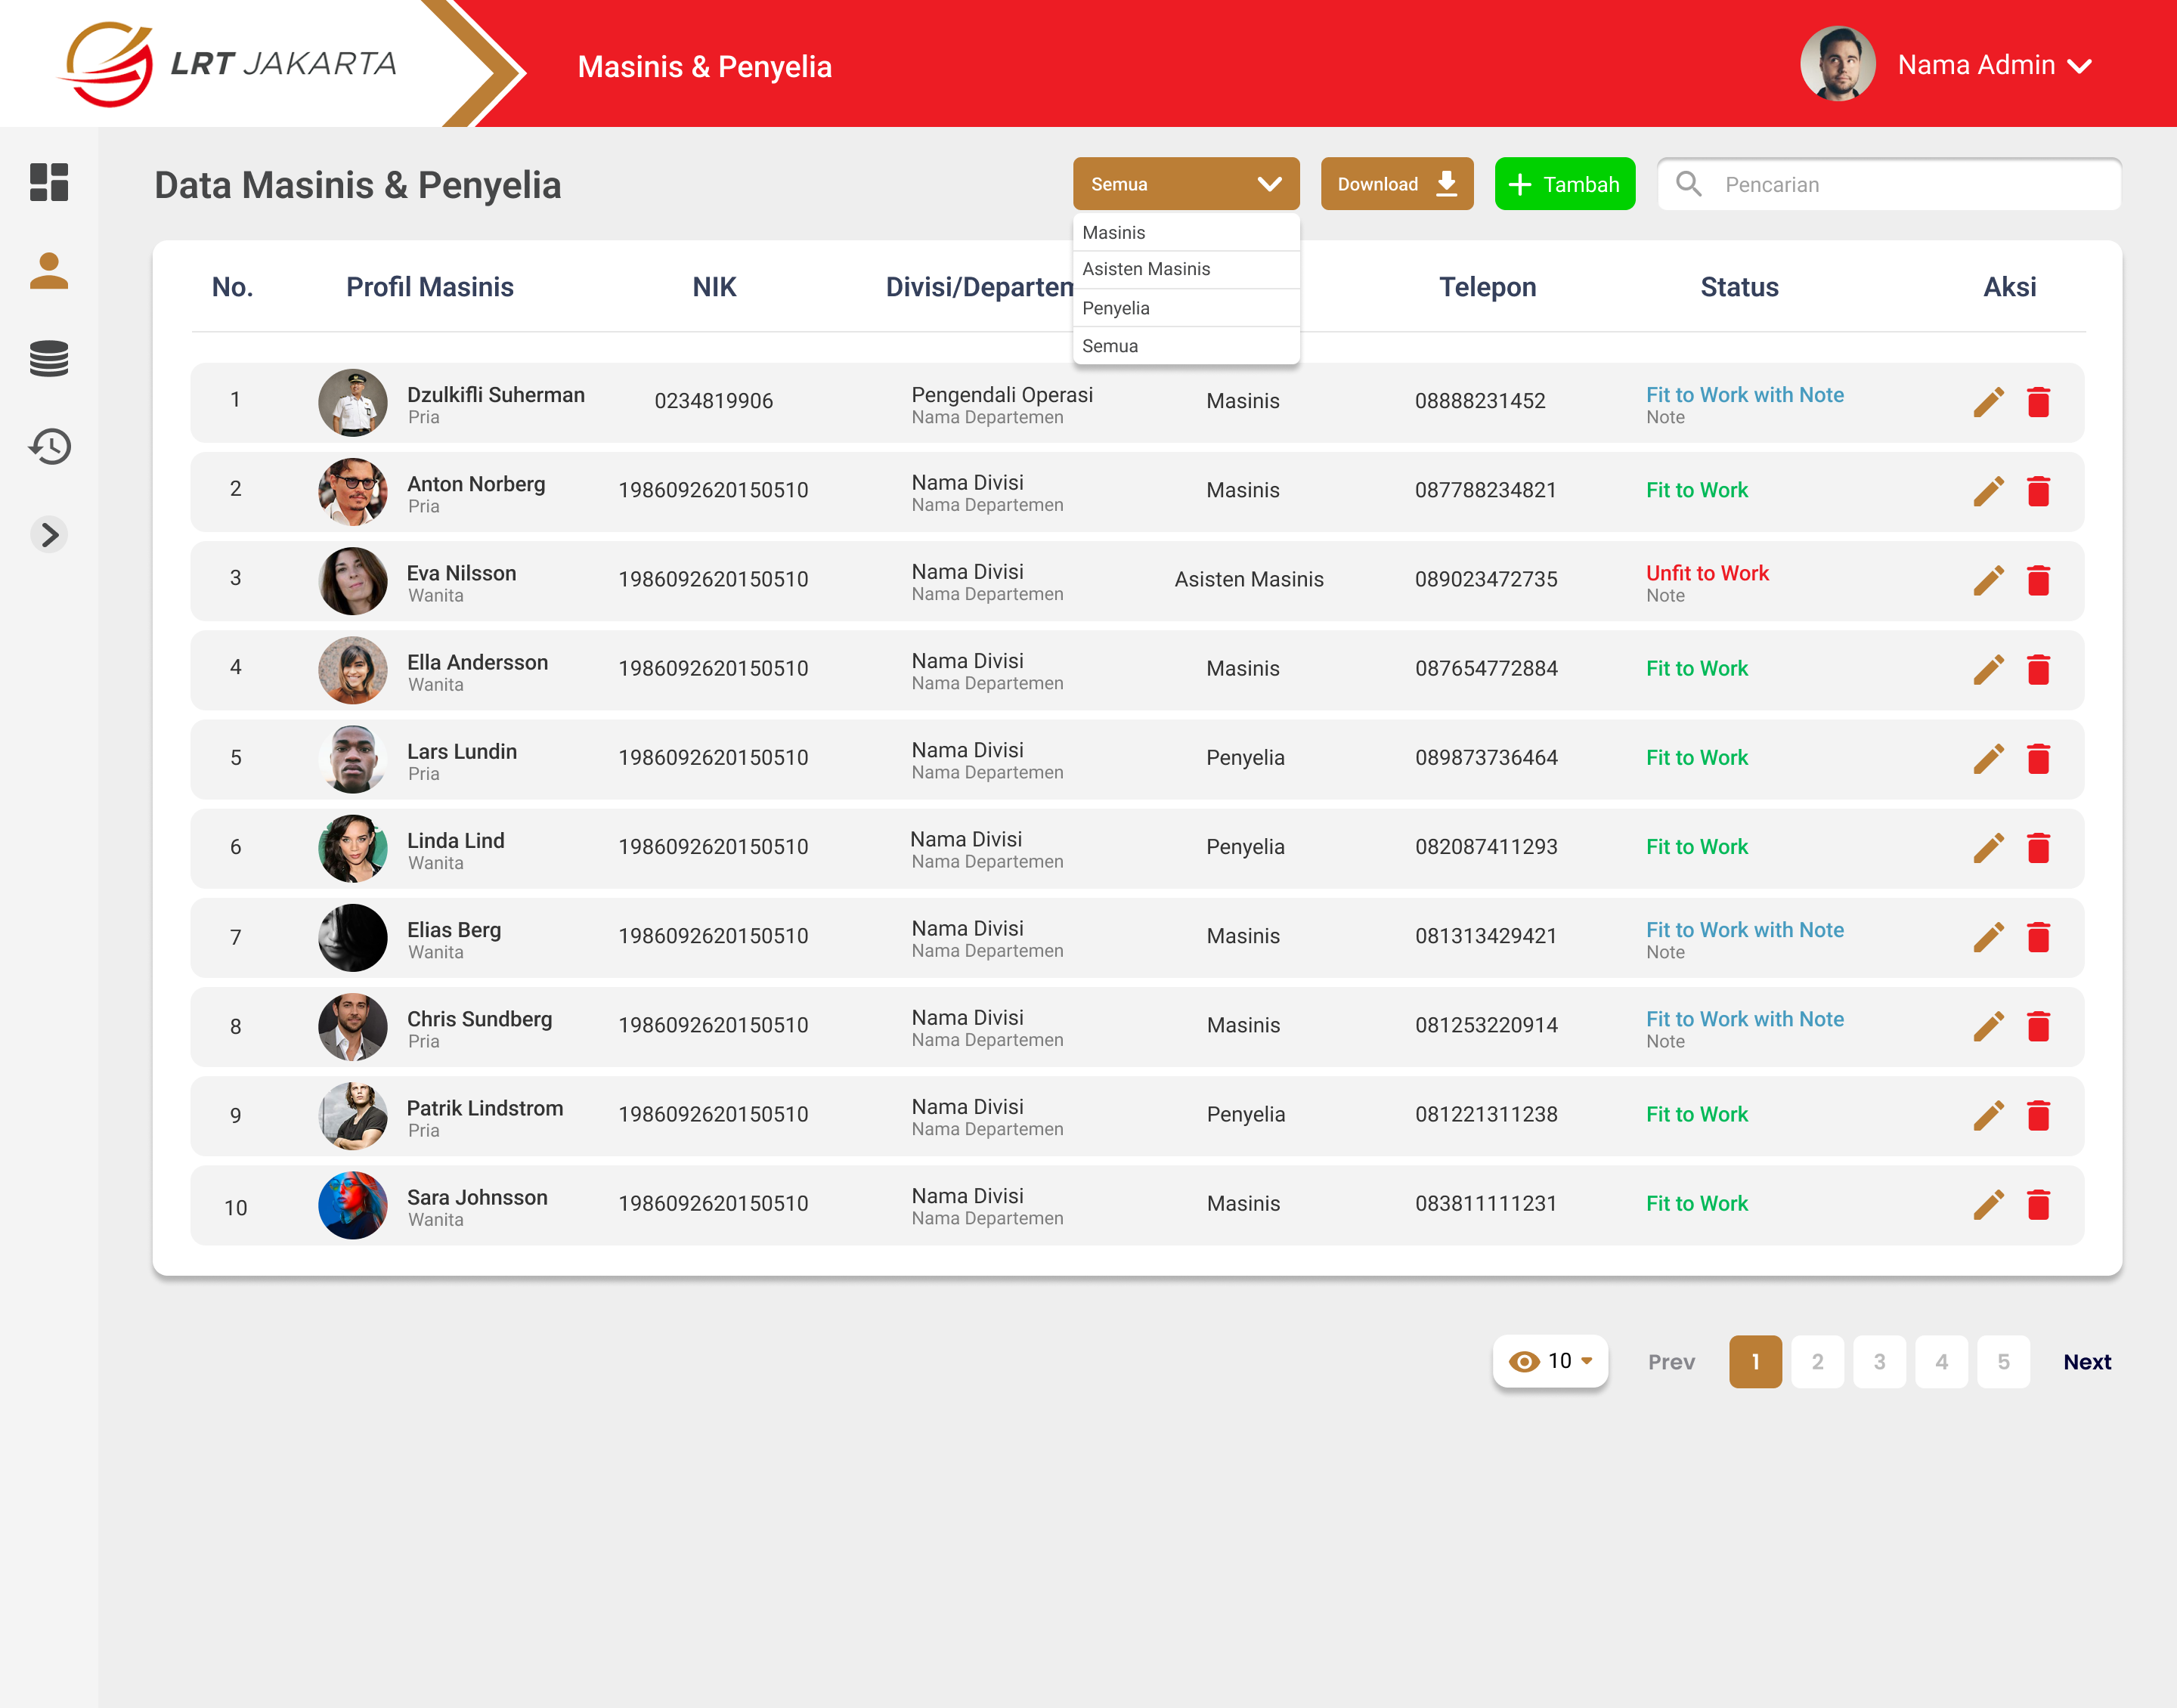 LRT JAKARTA
Masinis & Penyelia
Nama Admin
Data Masinis & Penyelia
Semua
Download
Tambah
Pencarian
Masinis
Asisten Masinis
Penyelia
Semua
No. Profil Masinis NIK Divisi/Departem Telepon Status Aksi
1 Dzulkifli Suherman 0234819906 Pengendali Operasi Masinis 08888231452 Fit to Work with Note
Pria Nama Departemen Note
2 Anton Norberg 1986092620150510 Nama Divisi Masinis 087788234821 Fit to Work
Pria Nama Departemen
3 Eva Nilsson 1986092620150510 Nama Divisi Asisten Masinis 089023472735 Unfit to Work
Wanita Nama Departemen Note
4 Ella Andersson 1986092620150510 Nama Divisi Masinis 087654772884 Fit to Work
Wanita Nama Departemen
5 Lars Lundin 1986092620150510 Nama Divisi Penyelia 089873736464 Fit to Work
Pria Nama Departemen
6 Linda Lind 1986092620150510 Nama Divisi Penyelia 082087411293 Fit to Work
Wanita Nama Departemen
7 Elias Berg 1986092620150510 Nama Divisi Masinis 081313429421 Fit to Work with Note
Wanita Nama Departemen Note
8 Chris Sundberg 1986092620150510 Nama Divisi Masinis 081253220914 Fit to Work with Note
Pria Nama Departemen Note
9 Patrik Lindstrom 1986092620150510 Nama Divisi Penyelia 081221311238 Fit to Work
Pria Nama Departemen
10 Sara Johnsson 1986092620150510 Nama Divisi Masinis 083811111231 Fit to Work
Wanita Nama Departemen
10 Prev 1 2 3 4 5 Next